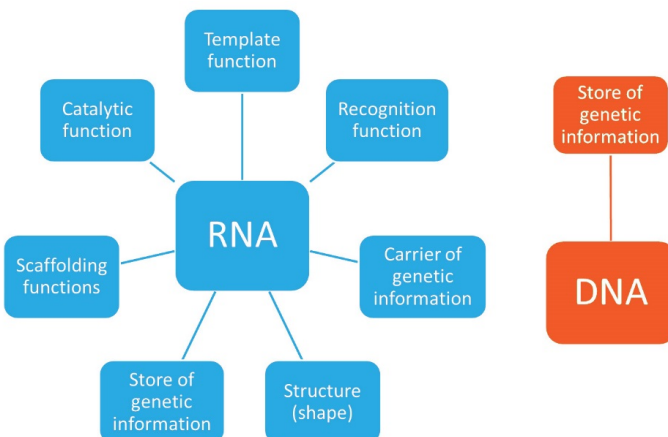 Template
function
Catalytic
function
Recognition
function
RNA
Scaffolding
functions
Carrier of
genetic
information
Store of
genetic
information
Structure
(shape)
Store of
genetic
information
DNA